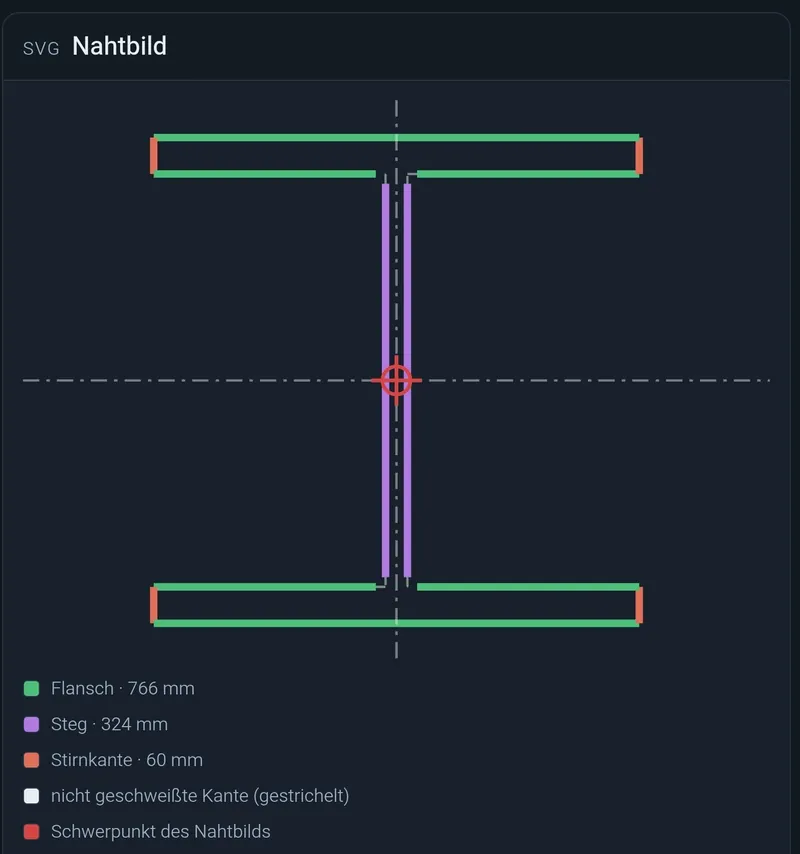 SVG Nahtbild
Flansch · 766 mm
Steg · 324 mm
Stirnkante · 60 mm
nicht geschweißte Kante (gestrichelt)
Schwerpunkt des Nahtbilds